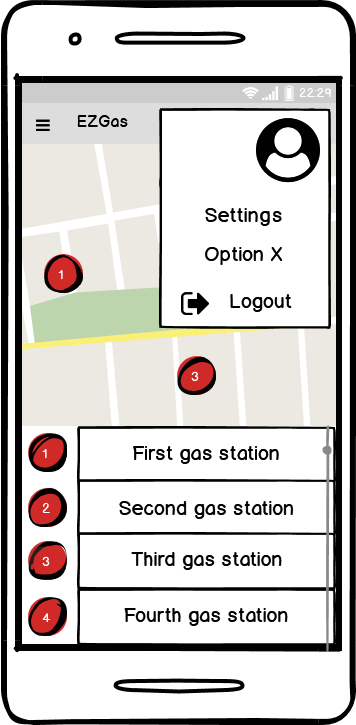 22.29
EZGas
Settings
Option X
Logout
1
3
1 First gas station
2 Second gas station
3 Third gas station
4 Fourth gas station